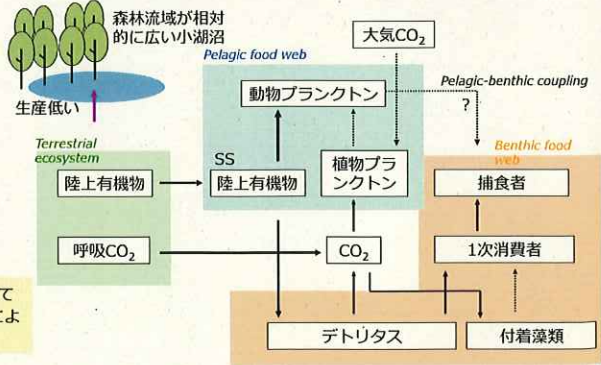 森林流域が相対
的に広い小湖沼
生産低い
Pelagic food web
大気CO₂
動物プランクトン
Pelagic-benthic coupling
?
Terrestrial
ecosystem
SS
陸上有機物
陸上有機物
植物プラ
ンクトン
Benthic food
web
捕食者
呼吸CO₂
CO₂
1次消費者
て
によ
デトリタス
付着藻類